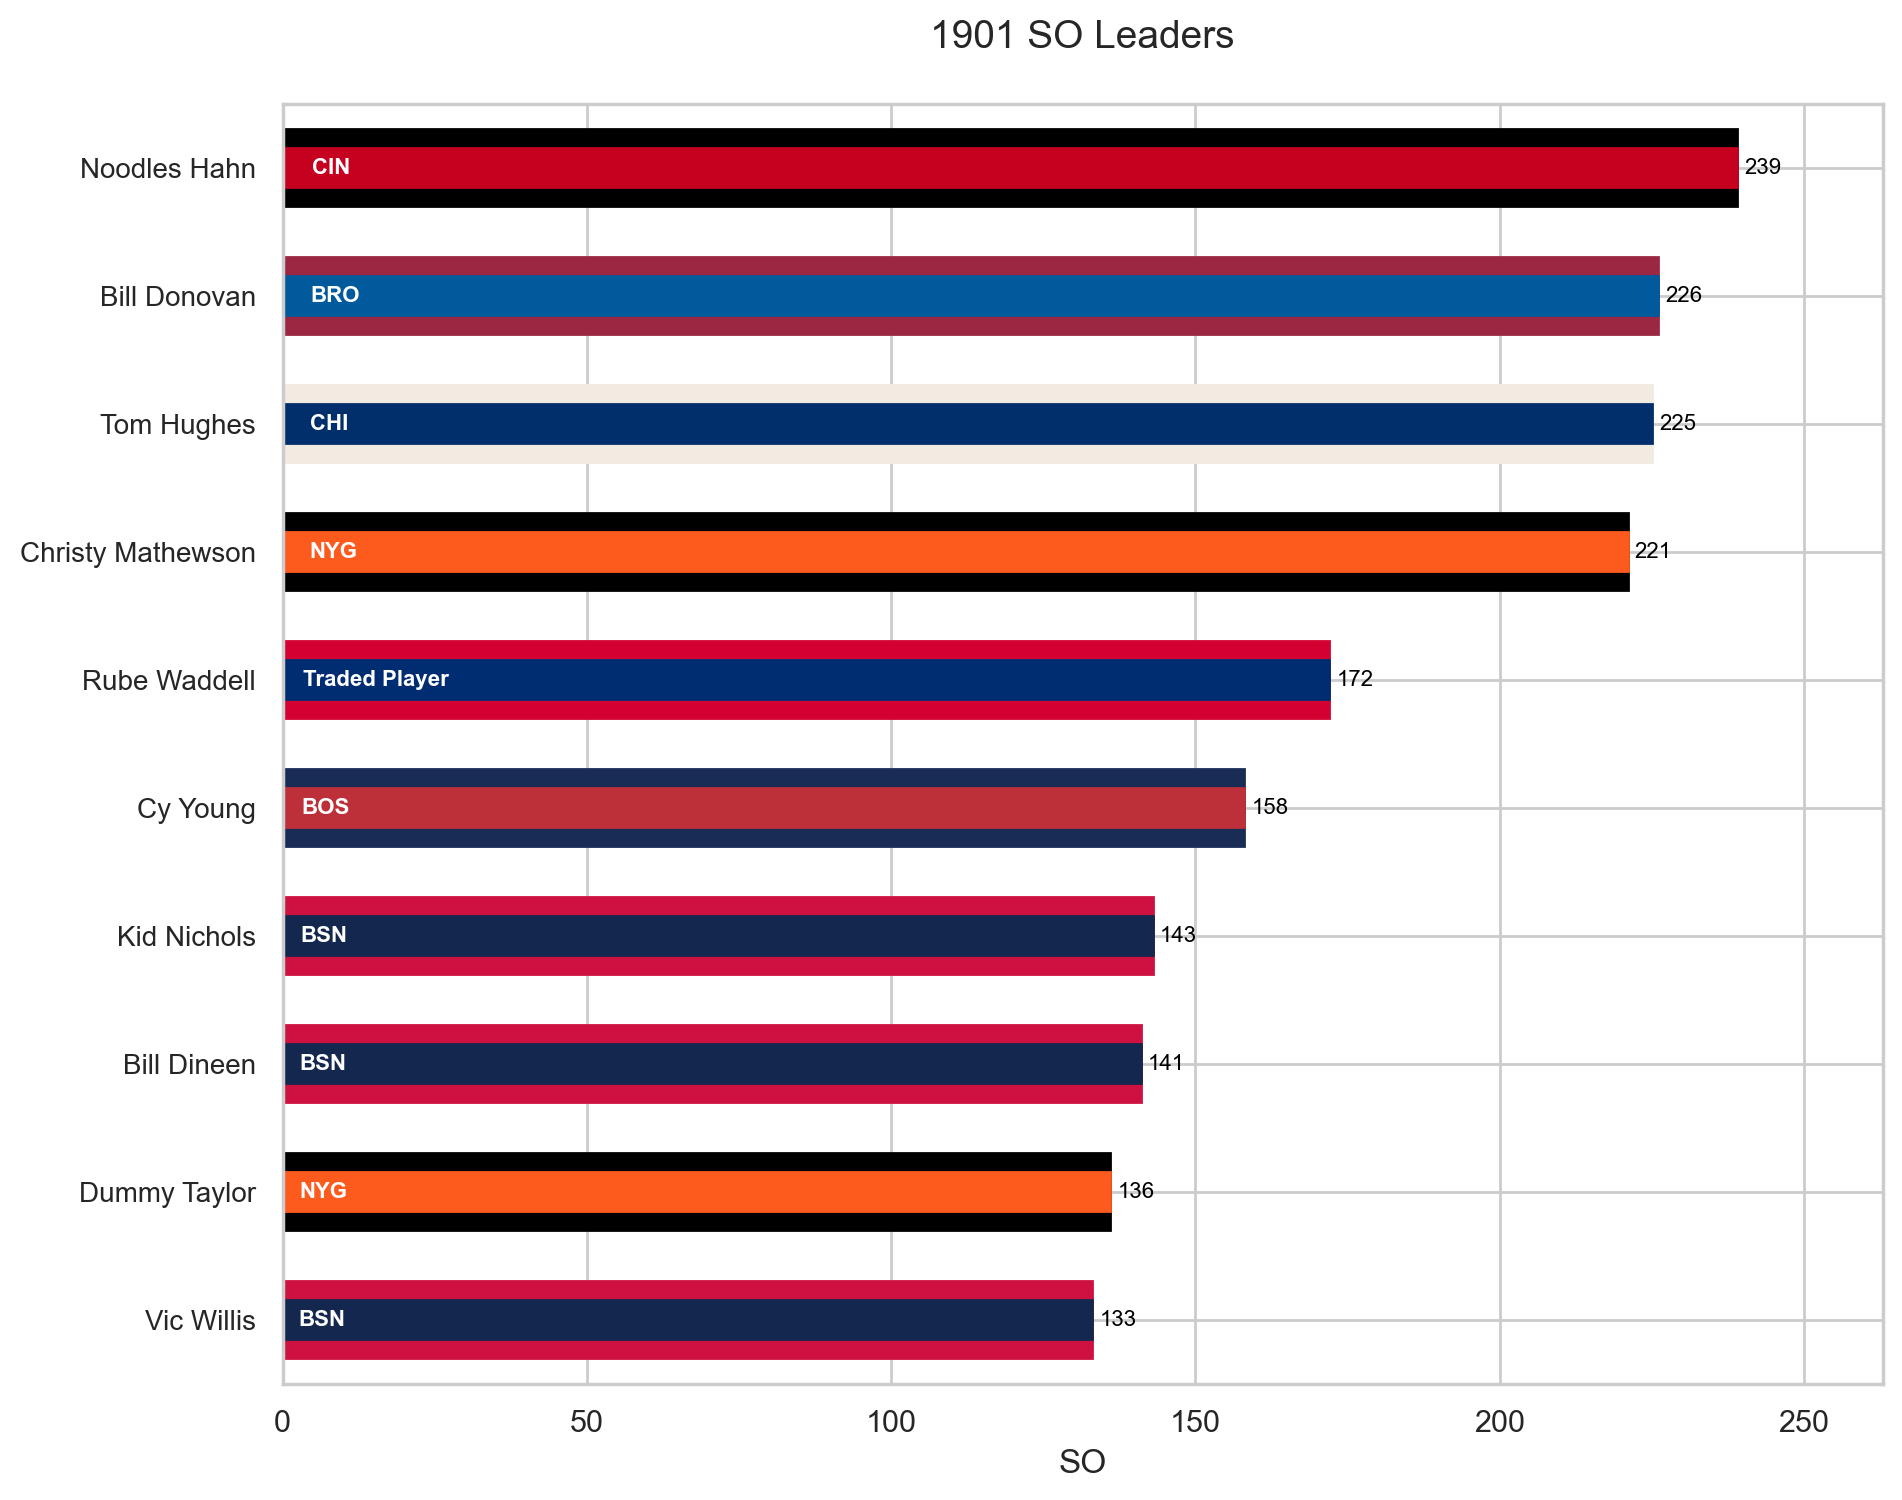 1901 SO Leaders
Noodles Hahn CIN 239
Bill Donovan BRO 226
Tom Hughes CHI 225
Christy Mathewson NYG 221
Rube Waddell Traded Player 172
Cy Young BOS 158
Kid Nichols BSN 143
Bill Dineen BSN 141
Dummy Taylor NYG 136
Vic Willis BSN 133
0 50 100 150 200 250
SO